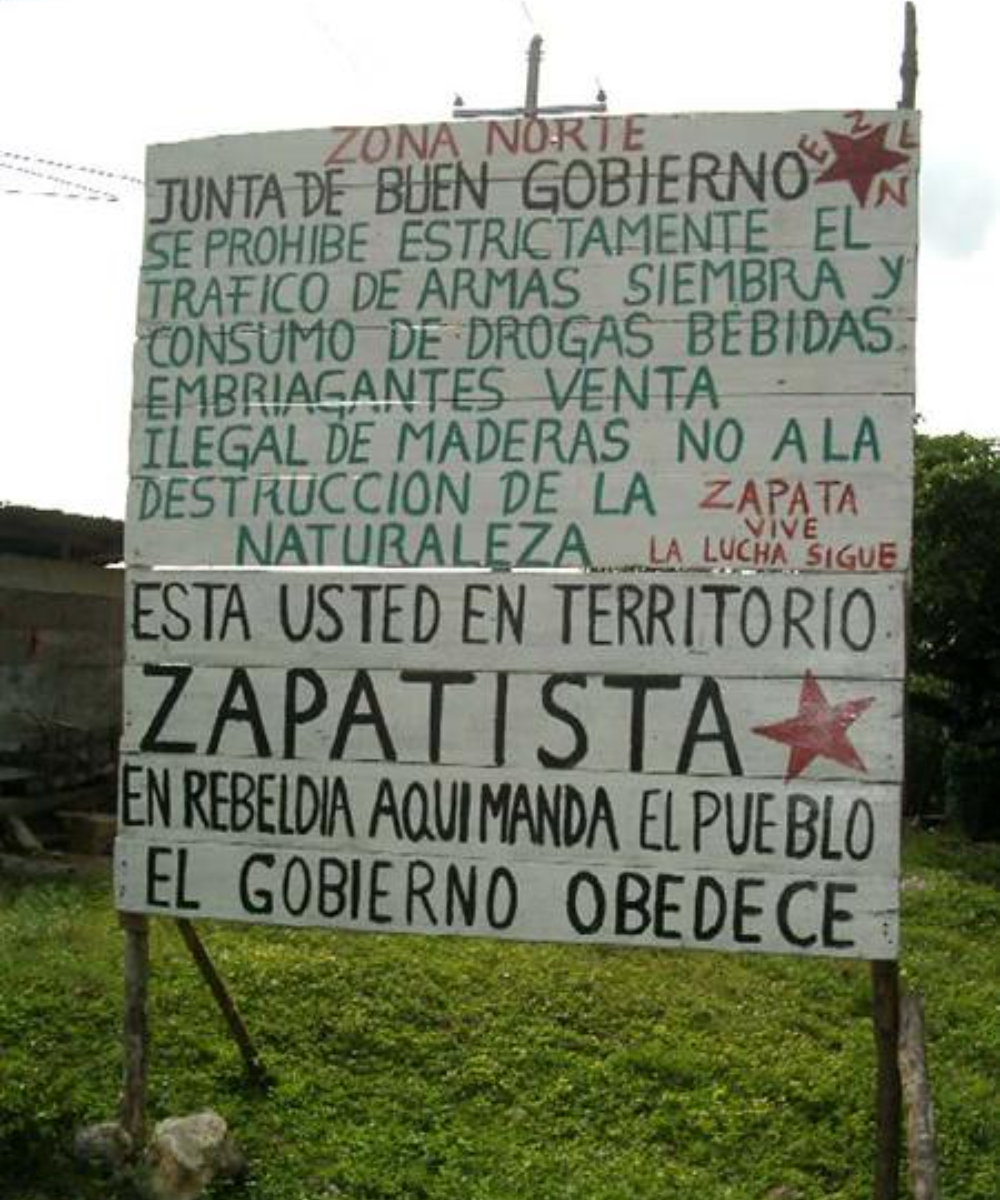 ZONA NORTE
JUNTA DE BUEN GOBIERNO EZLN
SE PROHIBE ESTRICTAMENTE EL
TRAFICO DE ARMAS SIEMBRA Y
CONSUMO DE DROGAS BEBIDAS
EMBRIAGANTES VENTA
ILEGAL DE MADERAS NO A LA
DESTRUCCION DE LA
NATURALEZA
ZAPATA
VIVE
LA LUCHA SIGUE
ESTA USTED EN TERRITORIO
ZAPATISTA
EN REBELDIA AQUI MANDA EL PUEBLO
EL GOBIERNO OBEDECE